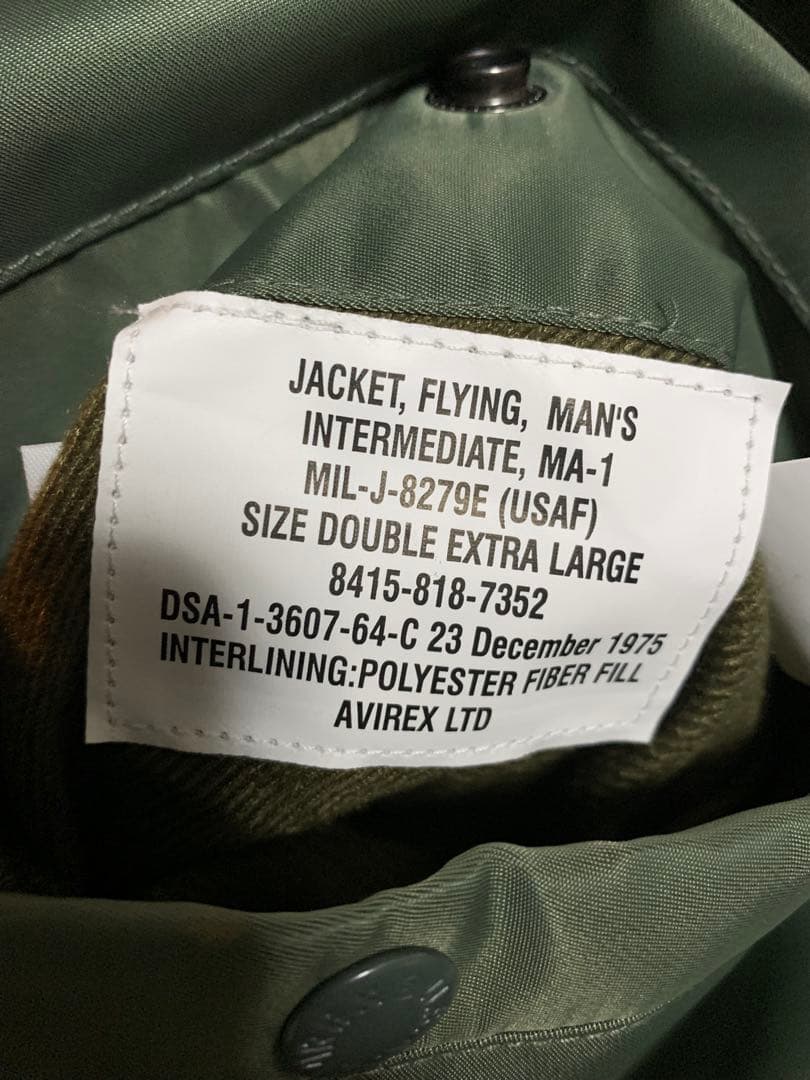 JACKET, FLYING, MAN'S
INTERMEDIATE, MA-1
MIL-J-8279E (USAF)
SIZE DOUBLE EXTRA LARGE
8415-818-7352
DSA-1-3607-64-C 23 December 1975
INTERLINING:POLYESTER FIBER FILL
AVIREX LTD